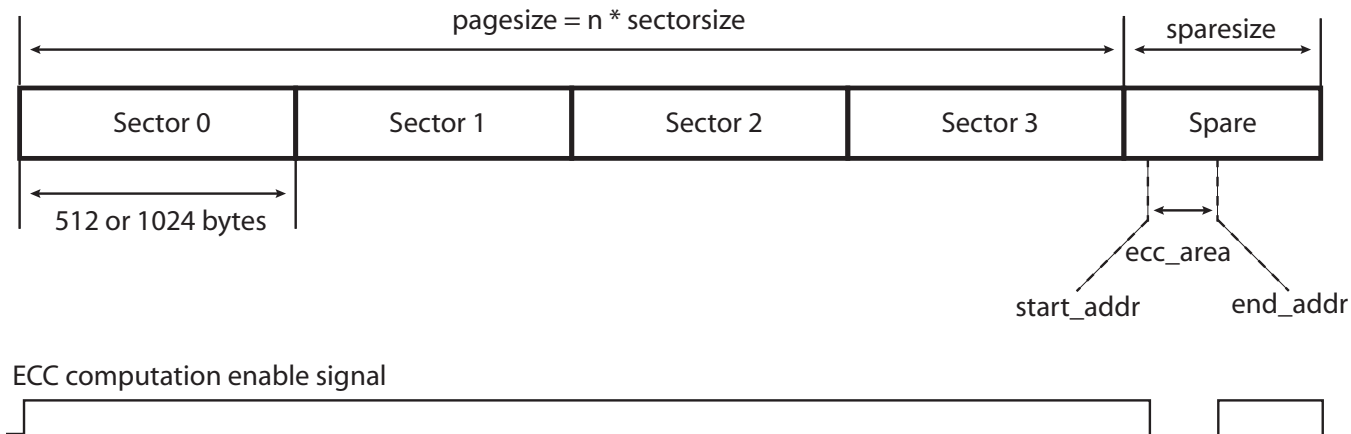 pagesize = n * sectorsize
sparesize
Sector 0
Sector 1
Sector 2
Sector 3
Spare
512 or 1024 bytes
ecc_area
start_addr
end_addr
ECC computation enable signal